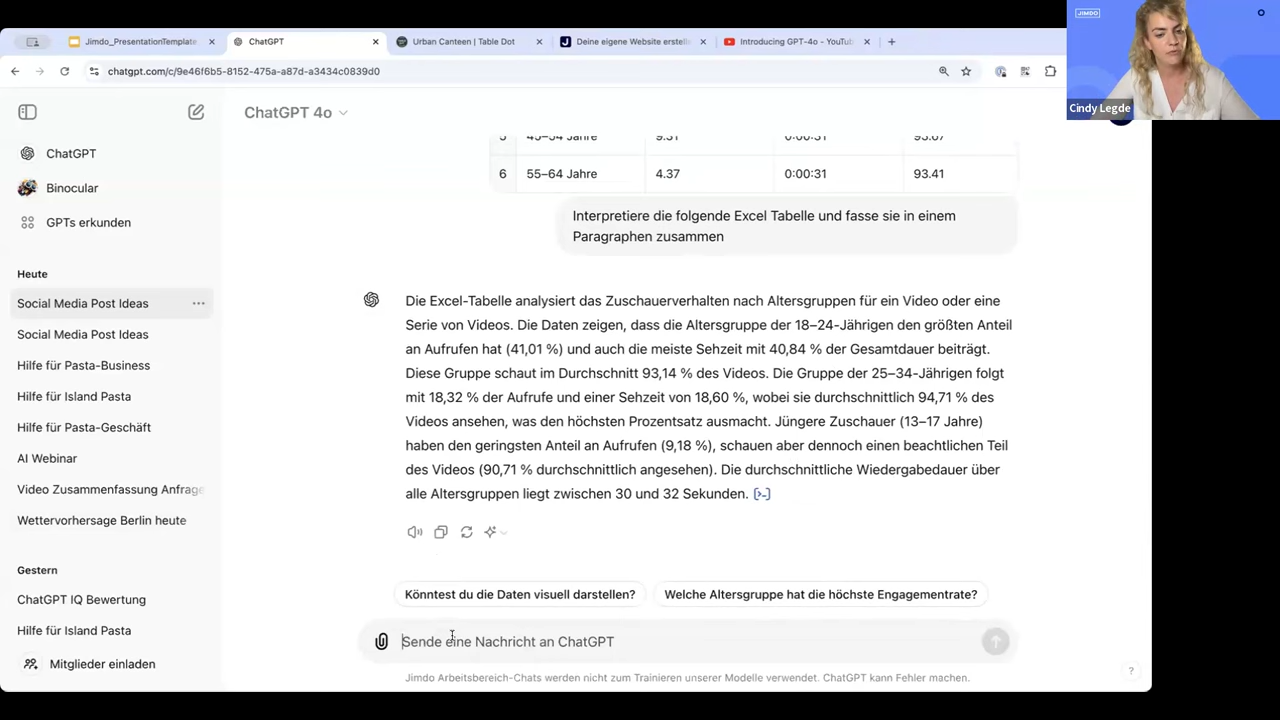 JIMDO
Cindy Legde
Jimdo_PresentationTemplate
ChatGPT
Urban Canteen | Table Dot
Deine eigene Website erstell
Introducing GPT-4o - YouTu
chatgpt.com/c/9e46f6b5-8152-475a-a87d-a3434c0839d0
ChatGPT 4o
ChatGPT
Binocular
GPTs erkunden
Heute
Social Media Post Ideas
Social Media Post Ideas
Hilfe für Pasta-Business
Hilfe für Island Pasta
Hilfe für Pasta-Geschäft
AI Webinar
Video Zusammenfassung Anfrage
Wettervorhersage Berlin heute
Gestern
ChatGPT IQ Bewertung
Hilfe für Island Pasta
Mitglieder einladen
5 45–54 Jahre 9.31 0:00:31 93.67
6 55–64 Jahre 4.37 0:00:31 93.41
Interpretiere die folgende Excel Tabelle und fasse sie in einem
Paragraphen zusammen
Die Excel-Tabelle analysiert das Zuschauerverhalten nach Altersgruppen für ein Video oder eine
Serie von Videos. Die Daten zeigen, dass die Altersgruppe der 18–24-Jährigen den größten Anteil
an Aufrufen hat (41,01 %) und auch die meiste Sehzeit mit 40,84 % der Gesamtdauer beiträgt.
Diese Gruppe schaut im Durchschnitt 93,14 % des Videos. Die Gruppe der 25–34-Jährigen folgt
mit 18,32 % der Aufrufe und einer Sehzeit von 18,60 %, wobei sie durchschnittlich 94,71 % des
Videos ansehen, was den höchsten Prozentsatz ausmacht. Jüngere Zuschauer (13–17 Jahre)
haben den geringsten Anteil an Aufrufen (9,18 %), schauen aber dennoch einen beachtlichen Teil
des Videos (90,71 % durchschnittlich angesehen). Die durchschnittliche Wiedergabedauer über
alle Altersgruppen liegt zwischen 30 und 32 Sekunden. [>-]
Könntest du die Daten visuell darstellen?
Welche Altersgruppe hat die höchste Engagementrate?
Sende eine Nachricht an ChatGPT
Jimdo Arbeitsbereich-Chats werden nicht zum Trainieren unserer Modelle verwendet. ChatGPT kann Fehler machen.
?